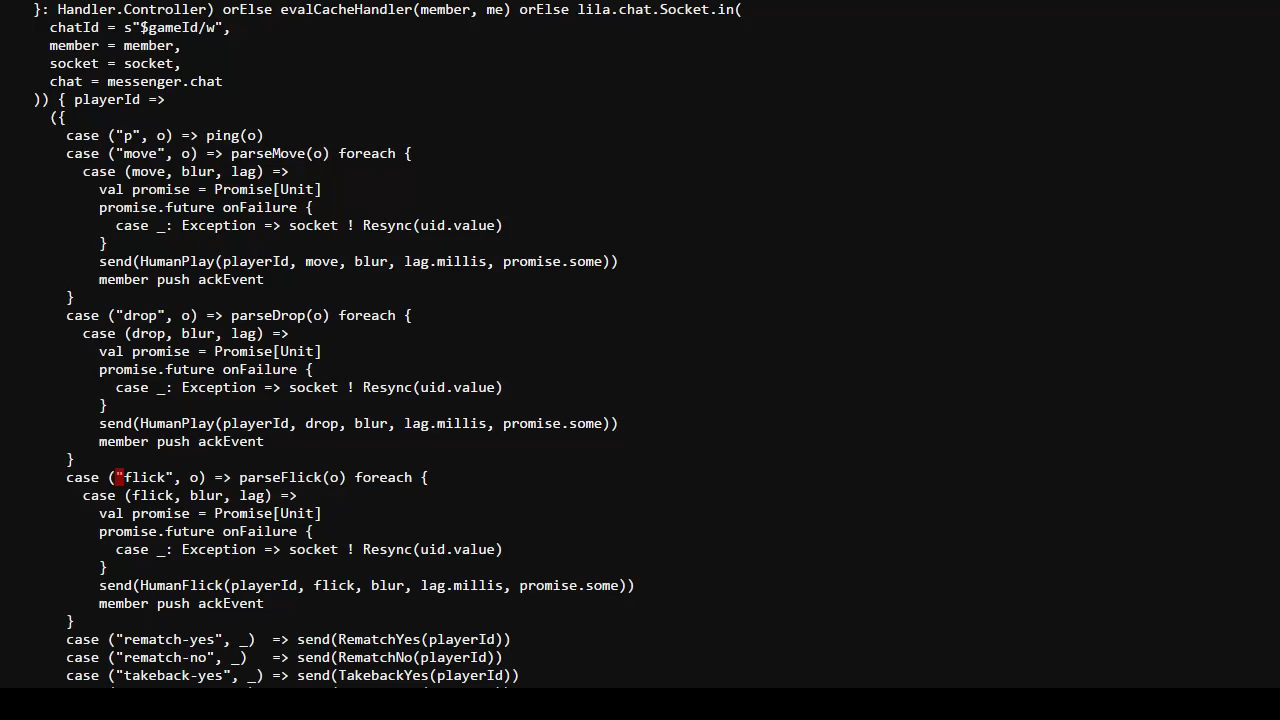 }: Handler.Controller) orElse evalCacheHandler(member, me) orElse lila.chat.Socket.in(
chatId = s"$gameId/w",
member = member,
socket = socket,
chat = messenger.chat
)) { playerId =>
({
case ("p", o) => ping(o)
case ("move", o) => parseMove(o) foreach {
case (move, blur, lag) =>
val promise = Promise[Unit]
promise.future onFailure {
case _: Exception => socket ! Resync(uid.value)
}
send(HumanPlay(playerId, move, blur, lag.millis, promise.some))
member push ackEvent
}
case ("drop", o) => parseDrop(o) foreach {
case (drop, blur, lag) =>
val promise = Promise[Unit]
promise.future onFailure {
case _: Exception => socket ! Resync(uid.value)
}
send(HumanPlay(playerId, drop, blur, lag.millis, promise.some))
member push ackEvent
}
case ("flick", o) => parseFlick(o) foreach {
case (flick, blur, lag) =>
val promise = Promise[Unit]
promise.future onFailure {
case _: Exception => socket ! Resync(uid.value)
}
send(HumanFlick(playerId, flick, blur, lag.millis, promise.some))
member push ackEvent
}
case ("rematch-yes", _)  => send(RematchYes(playerId))
case ("rematch-no", _)   => send(RematchNo(playerId))
case ("takeback-yes", _) => send(TakebackYes(playerId))